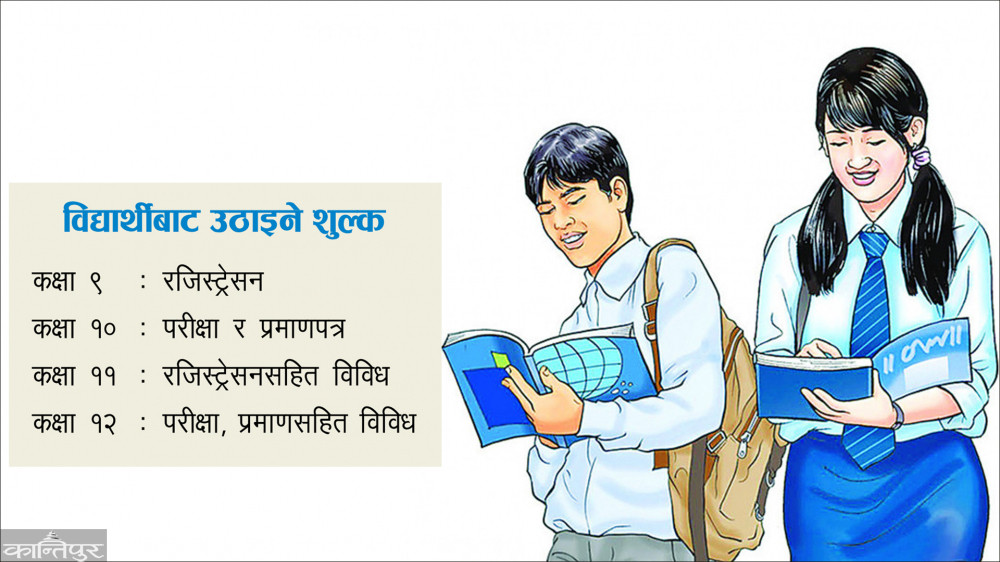 विद्यार्थीबाट उठाइने शुल्क
कक्षा ९ : रजिस्ट्रेसन
कक्षा १० : परीक्षा र प्रमाणपत्र
कक्षा ११ : रजिस्ट्रेसनसहित विविध
कक्षा १२ : परीक्षा, प्रमाणसहित विविध
कान्तिपुर